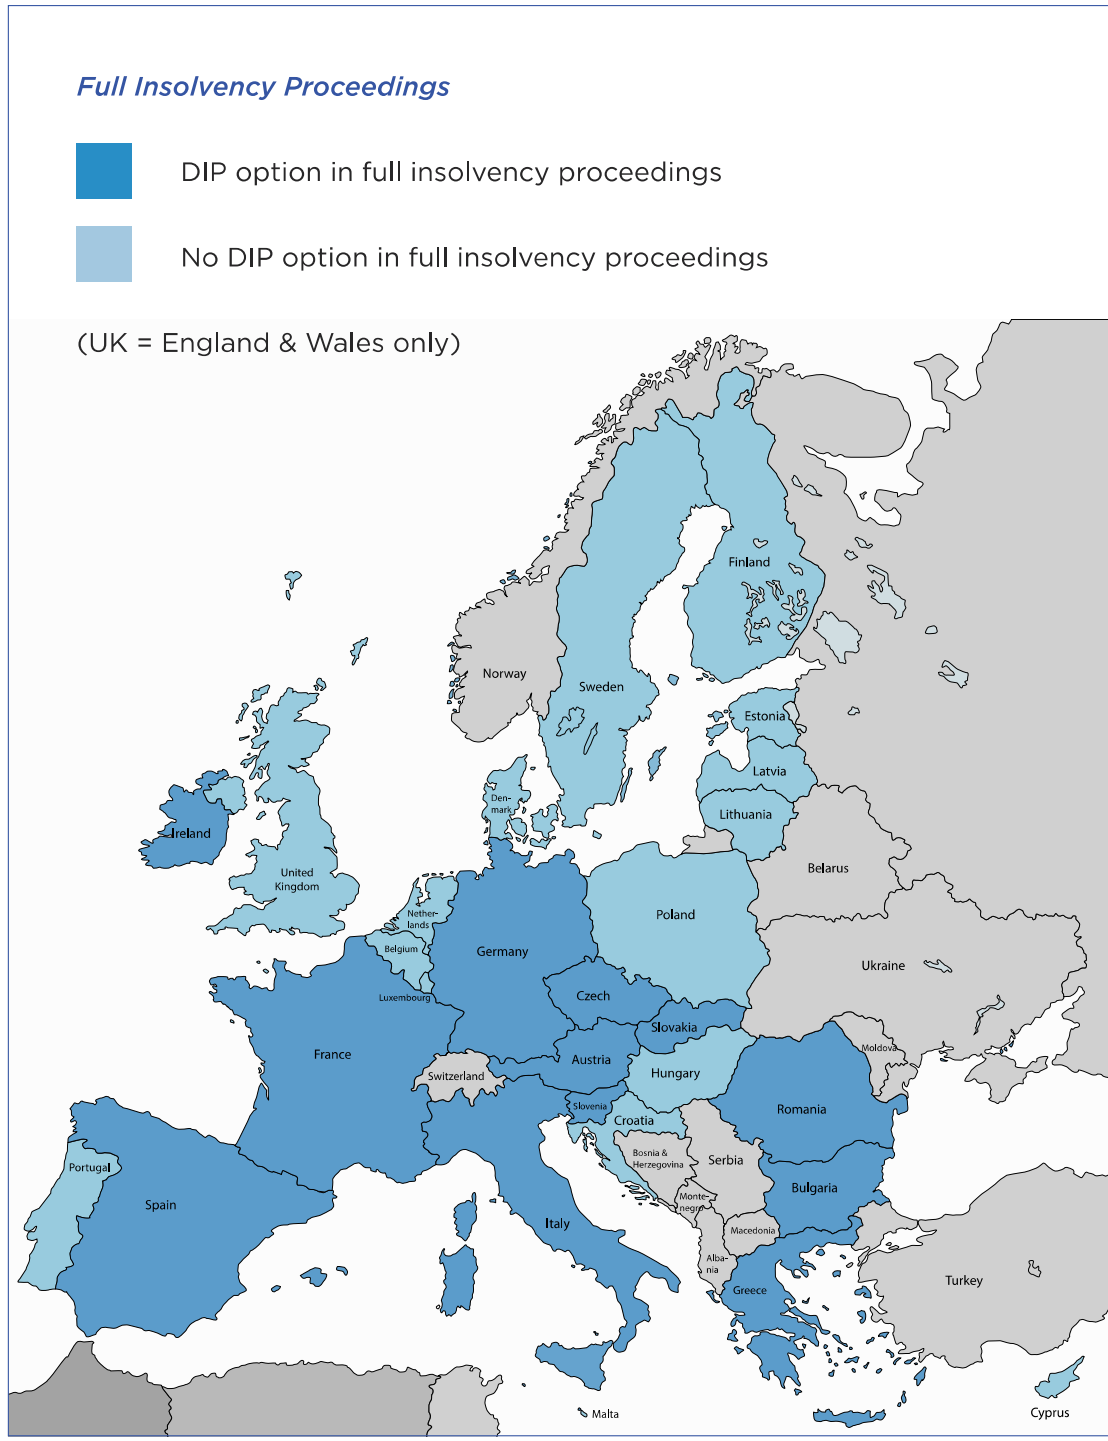 Full Insolvency Proceedings
DIP option in full insolvency proceedings
No DIP option in full insolvency proceedings
(UK = England & Wales only)
Finland
Norway
Sweden
Estonia
Latvia
Den-
mark
Lithuania
Ireland
United
Kingdom
Belarus
Nether-
lands
Poland
Belgium
Germany
Ukraine
Luxembourg
Czech
Slovakia
France
Austria
Moldova
Switzerland
Hungary
Slovenia
Romania
Croatia
Bosnia &
Herzegovina
Serbia
Portugal
Bulgaria
Monte-
negro
Spain
Italy
Macedonia
Alba-
nia
Greece
Turkey
Malta
Cyprus